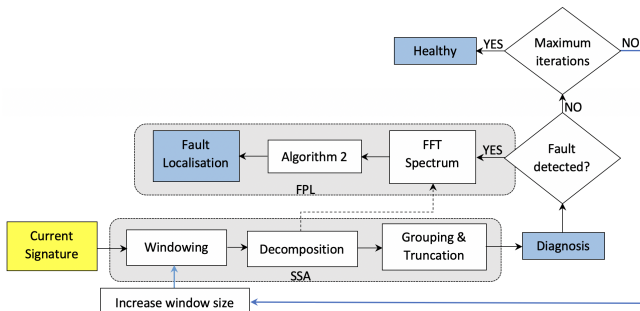 Healthy
YES
Maximum
iterations
NO
NO
Fault
Localisation
Algorithm 2
FFT
Spectrum
YES
Fault
detected?
FPL
Current
Signature
Windowing
Decomposition
Grouping &
Truncation
Diagnosis
SSA
Increase window size